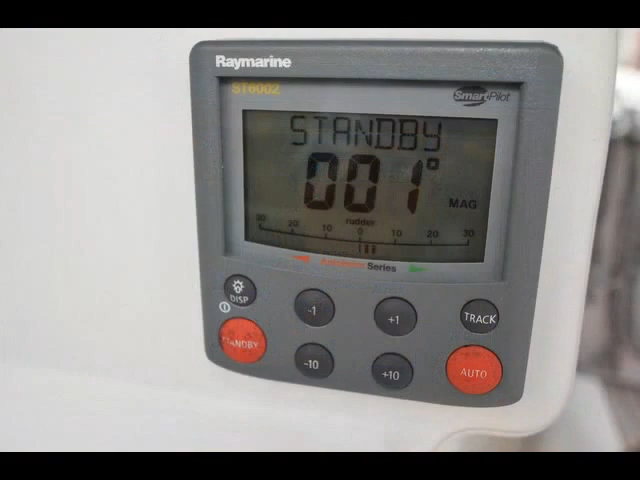 Raymarine
ST6002
SmartPilot
STANDBY
001°
MAG
rudder
30 20 10 0 10 20 30
Series
DISP
-1
+1
TRACK
STANDBY
-10
+10
AUTO